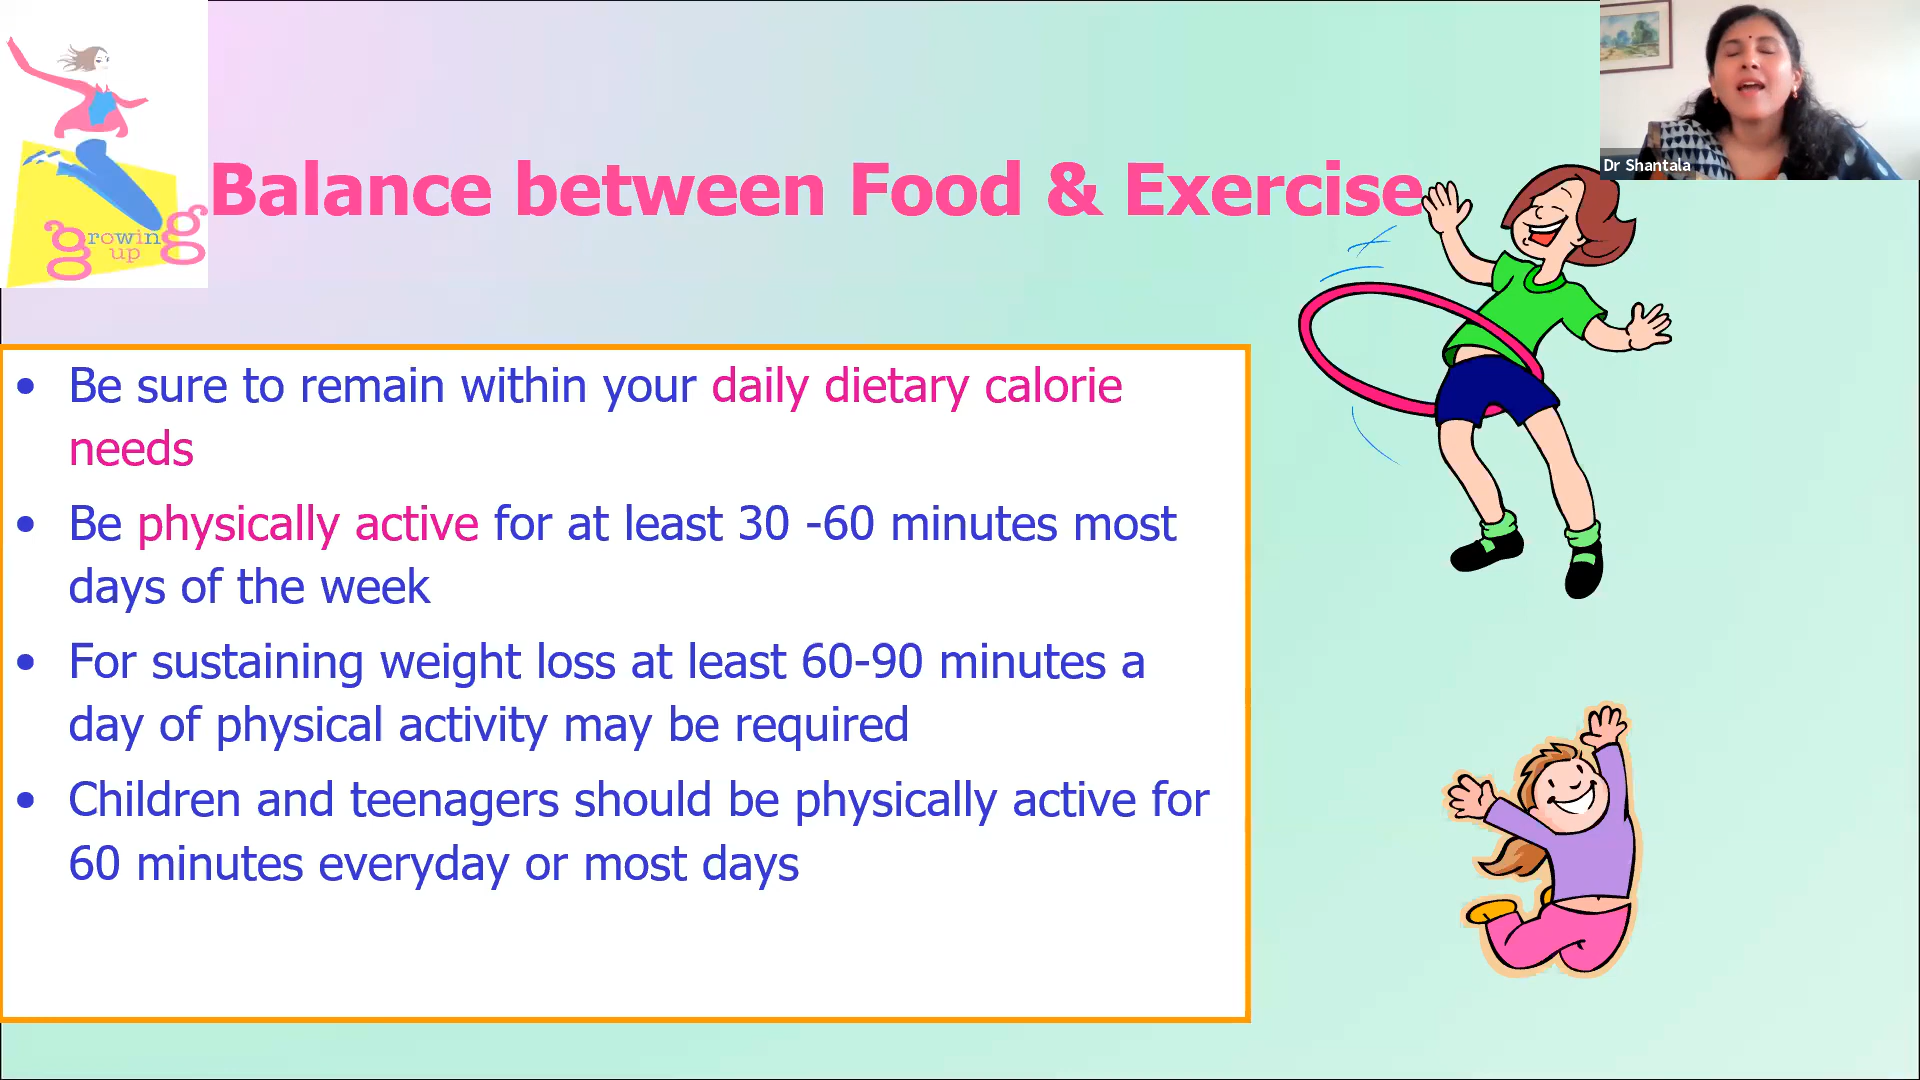 Dr Shantala
Balance between Food & Exercise
growing
up
• Be sure to remain within your daily dietary calorie
needs
• Be physically active for at least 30 -60 minutes most
days of the week
• For sustaining weight loss at least 60-90 minutes a
day of physical activity may be required
• Children and teenagers should be physically active for
60 minutes everyday or most days